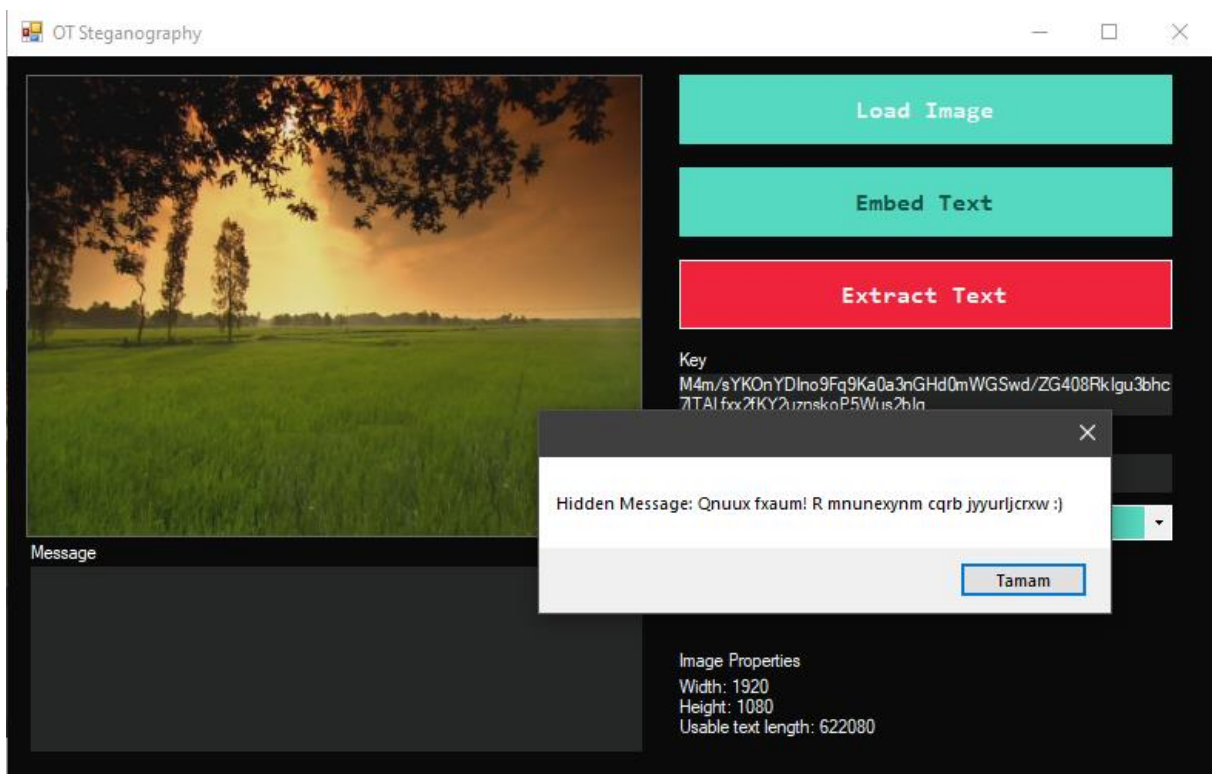 OT Steganography
Load Image
Embed Text
Extract Text
Key
M4m/sYKOnYDIno9Fq9Ka0a3nGHd0mWGSwd/ZG408RkIgu3bhc
Hidden Message: Qnuux fxaum! R mnunexynm cqrb jyyurljcrxw :)
Tamam
Message
Image Properties
Width: 1920
Height: 1080
Usable text length: 622080